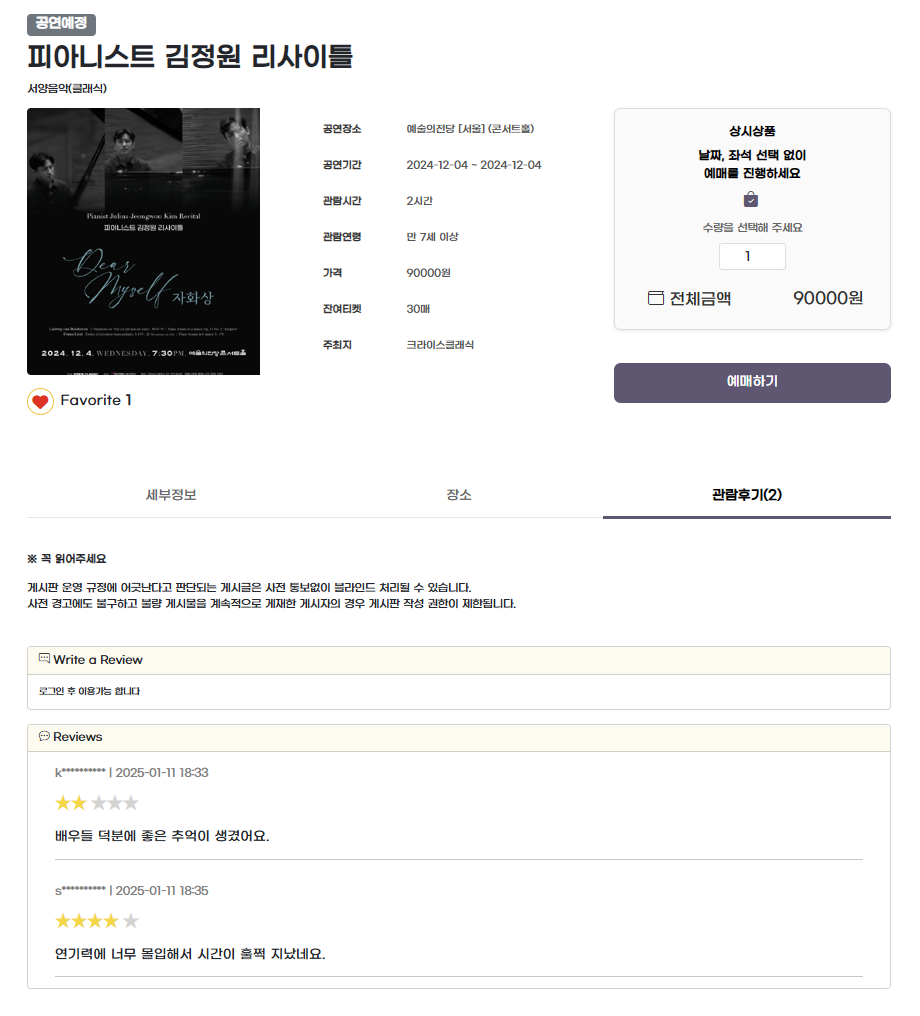 공연예정
피아니스트 김정원 리사이틀
서양음악(클래식)
Pianist Julius-Jeongwon Kim Recital
피아니스트 김정원 리사이틀
Dear
Myself 자화상
2024. 12. 4. WEDNESDAY. 7:30PM. 예술의전당 콘서트홀
Favorite 1
공연장소 예술의전당 [서울] (콘서트홀)
공연기간 2024-12-04 ~ 2024-12-04
관람시간 2시간
관람연령 만 7세 이상
가격 90000원
잔여티켓 30매
주최지 크라이스클래식
상시상품
날짜, 좌석 선택 없이
예매를 진행하세요
수량을 선택해 주세요
1
전체금액 90000원
예매하기
세부정보 장소 관람후기(2)
※ 꼭 읽어주세요
게시판 운영 규정에 어긋난다고 판단되는 게시글은 사전 통보없이 블라인드 처리될 수 있습니다.
사전 경고에도 불구하고 불량 게시물을 계속적으로 게재한 게시자의 경우 게시판 작성 권한이 제한됩니다.
Write a Review
로그인 후 이용가능 합니다
Reviews
k********** | 2025-01-11 18:33
배우들 덕분에 좋은 추억이 생겼어요.
s********** | 2025-01-11 18:35
연기력에 너무 몰입해서 시간이 훌쩍 지났네요.